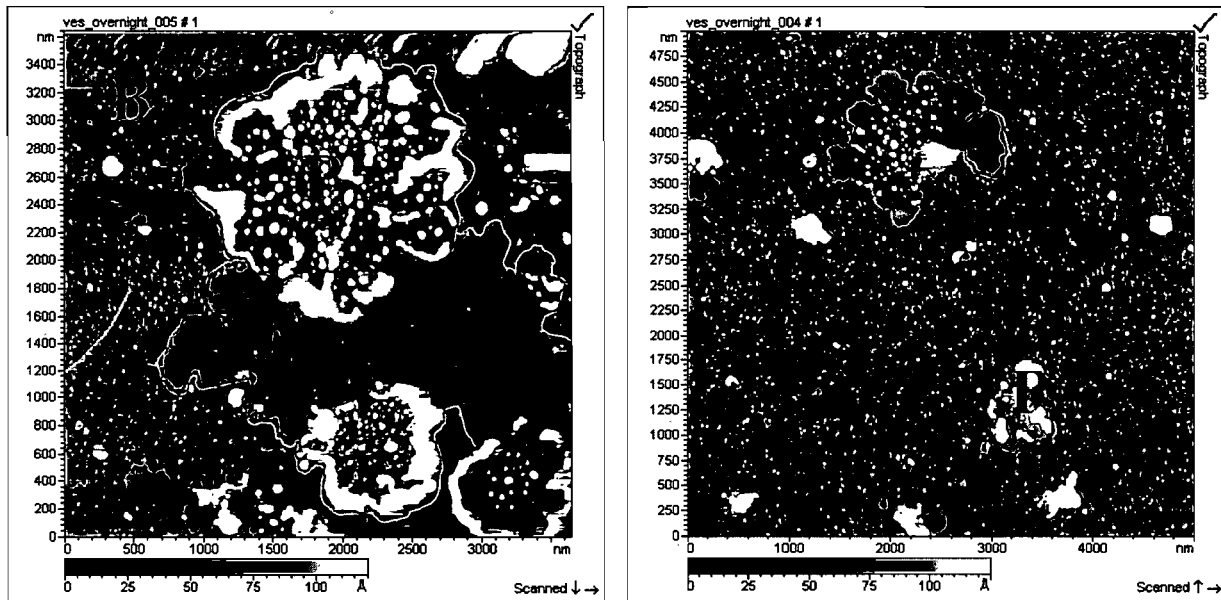 ves_overnight_005 # 1
nm
Topograph
3400
3200
3000
2800
2600
2400
2200
2000
1800
1600
1400
1200
1000
800
600
400
200
0
B
0 500 1000 1500 2000 2500 3000 nm
0 25 50 75 100 Å
Scanned ↓ →
ves_overnight_004 # 1
nm
Topograph
4750
4500
4250
4000
3750
3500
3250
3000
2750
2500
2250
2000
1750
1500
1250
1000
750
500
250
0
0 1000 2000 3000 4000 nm
0 25 50 75 100 Å
Scanned ↑ →